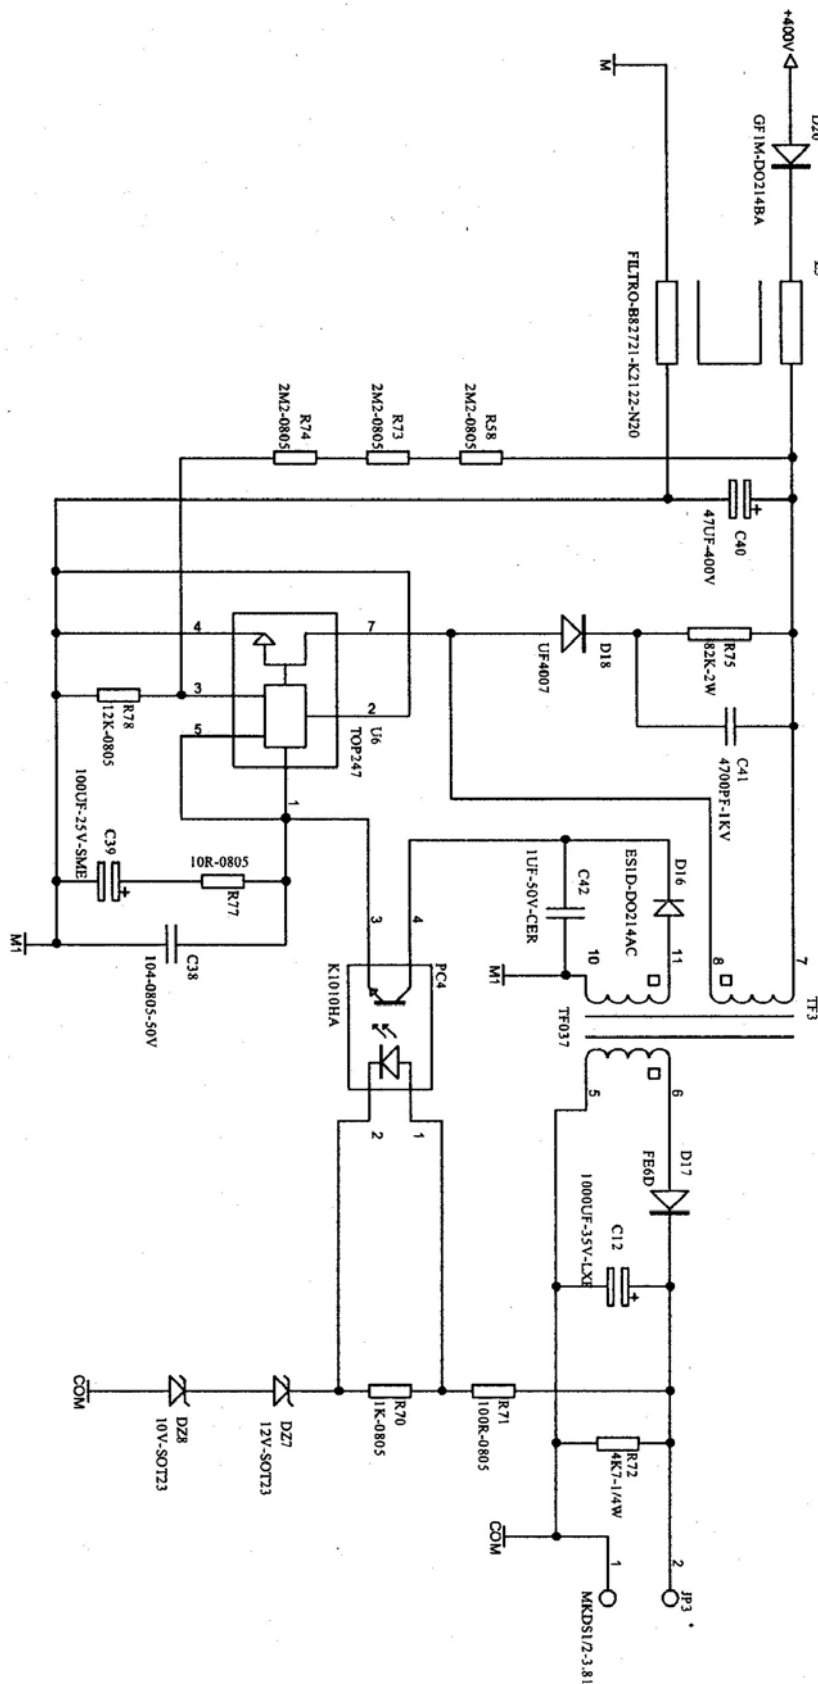 +400V
M
D20
GF1M-DO214BA
FILTRO-B82721-K2122-N20
R74
2M2-0805
R73
2M2-0805
R58
2M2-0805
C40
47UF-400V
+
D18
UF4007
R75
82K-2W
C41
4700PF-1KV
4
7
3
2
5
1
U6
TOP247
R78
12K-0805
C39
100UF-25V-SME
+
R77
10R-0805
C38
104-0805-50V
M1
D16
ES1D-DO214AC
C42
1UF-50V-CER
M1
3
4
PC4
K1010HA
2
1
10
11
8
7
TF3
TF037
5
6
D17
FE6D
C12
1000UF-35V-LXF
+
R70
1K-0805
R71
100R-0805
R72
4K7-1/4W
DZ7
12V-SOT23
DZ8
10V-SOT23
COM
COM
1
2
JP3
MKDS1/2-3.81